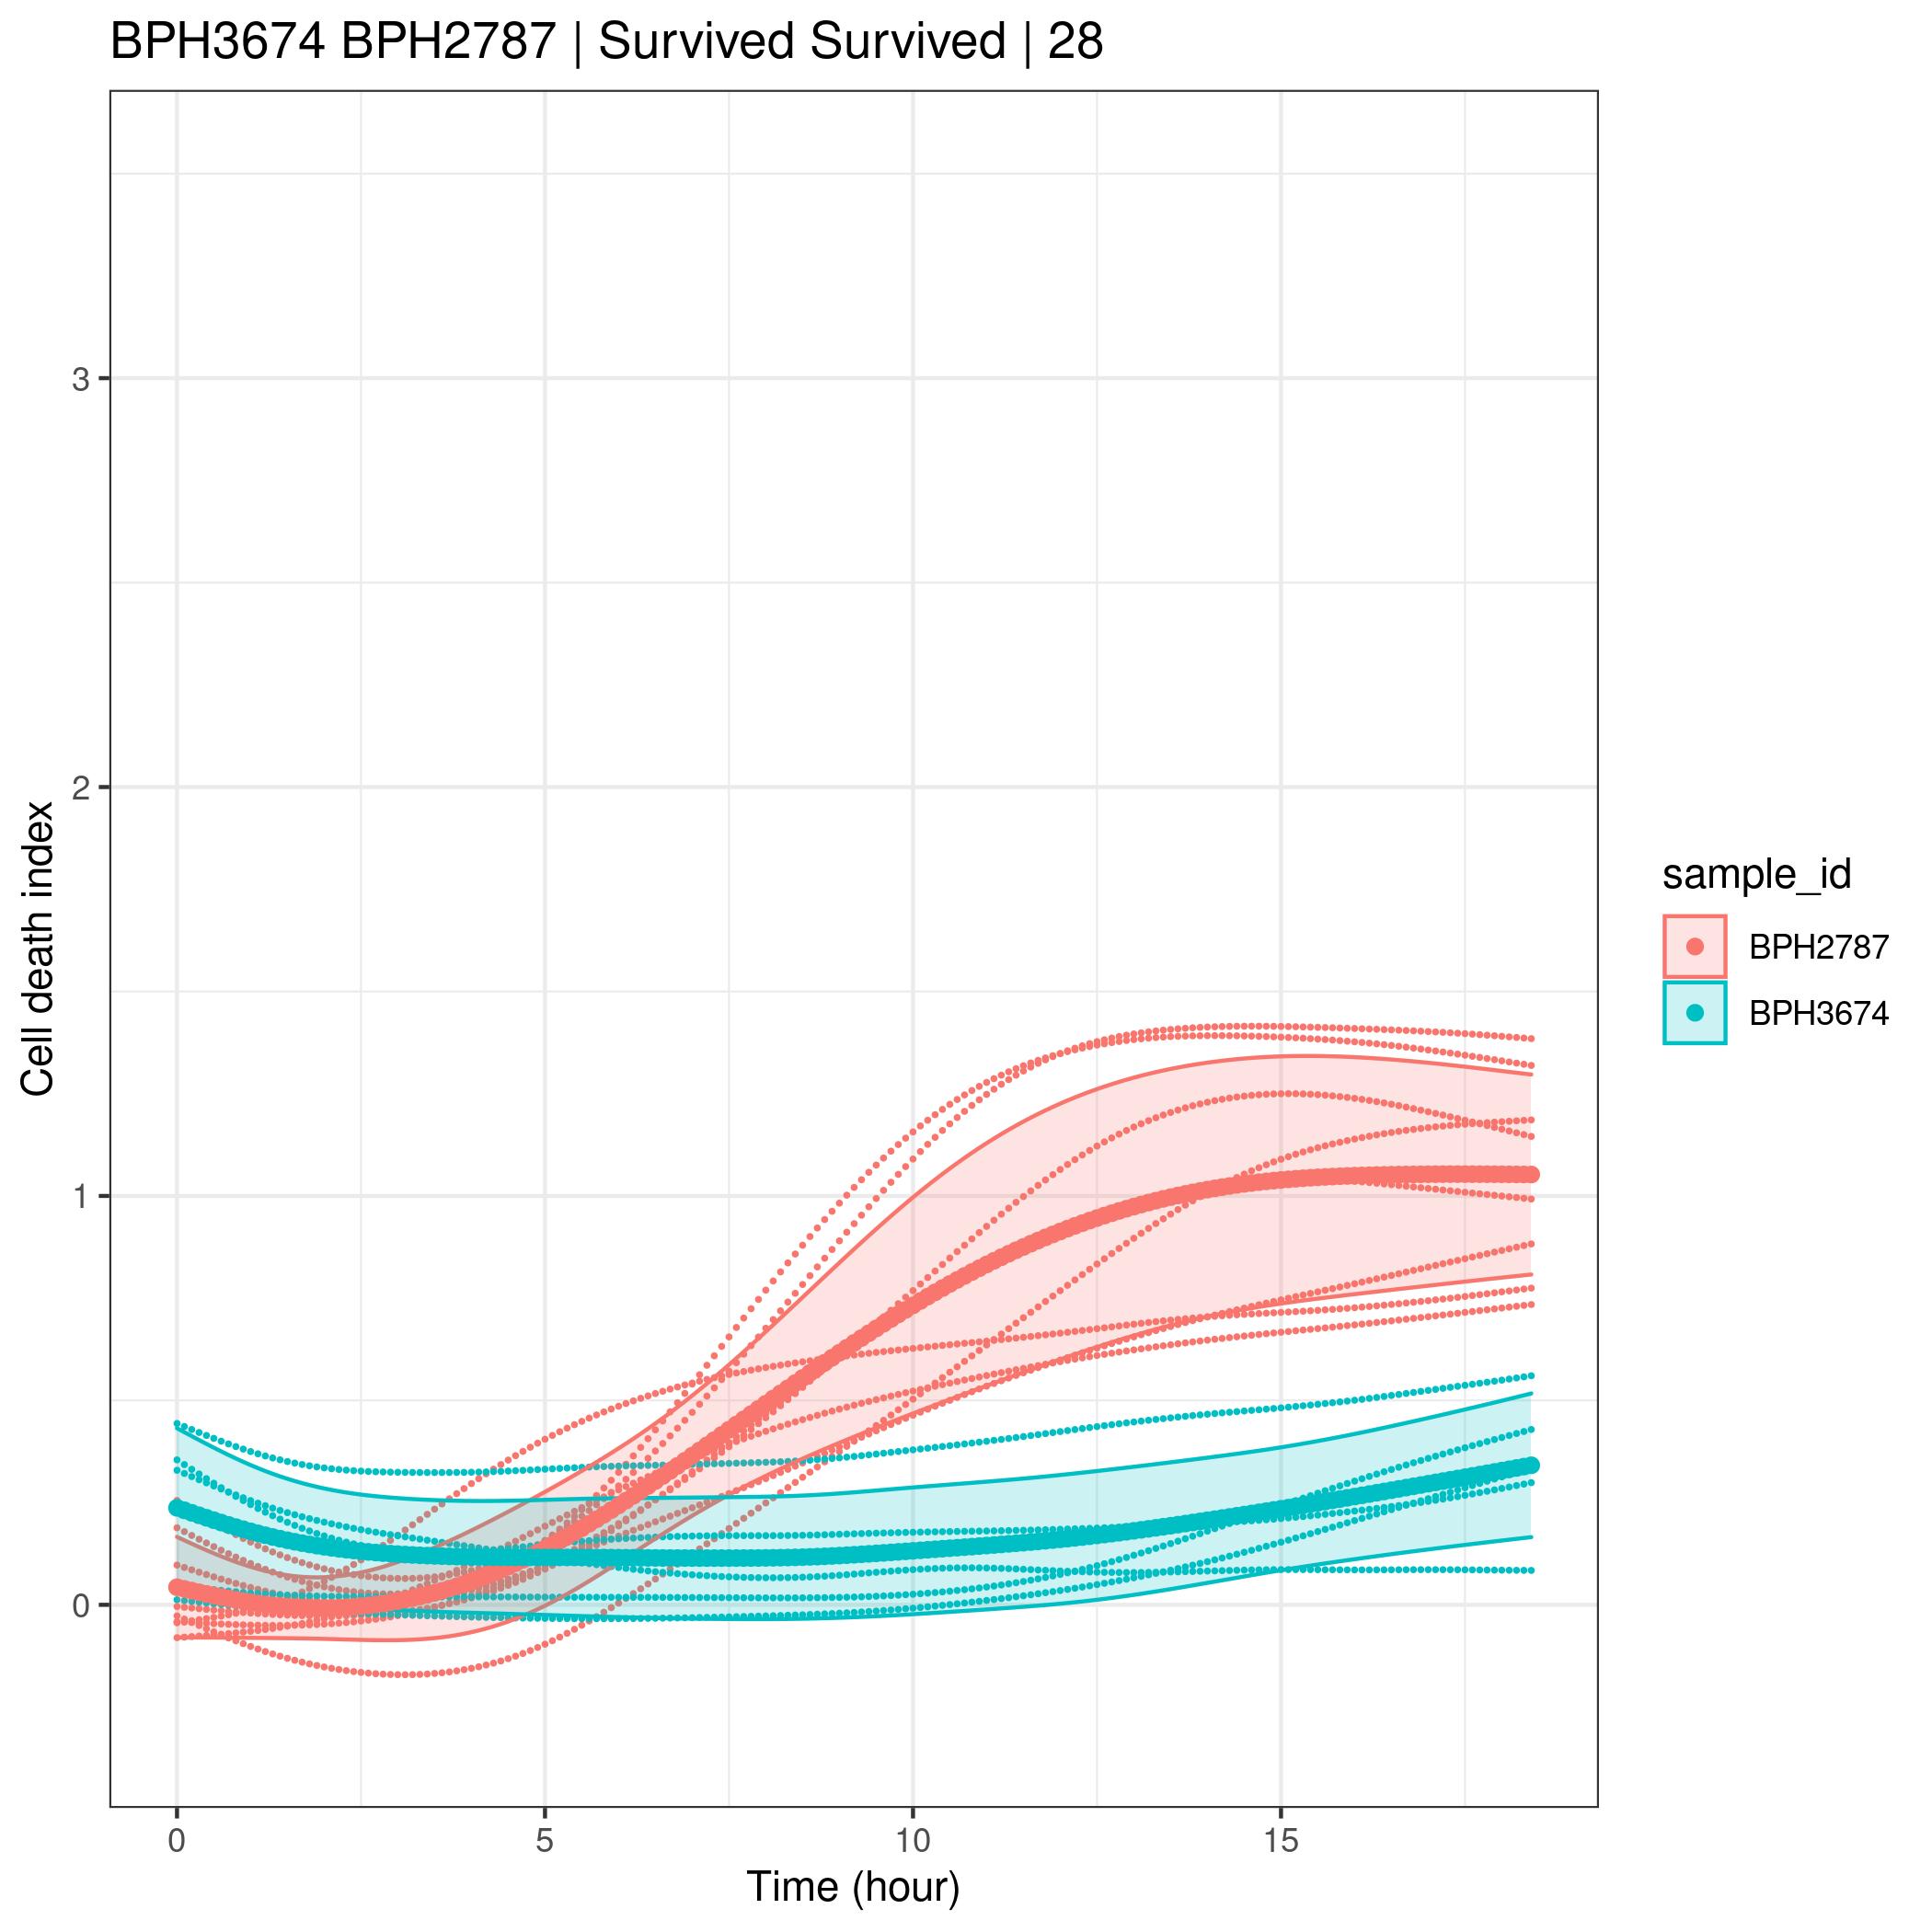 BPH3674 BPH2787 | Survived Survived | 28
3
2
1
0
Cell death index
0 5 10 15
Time (hour)
sample_id
BPH2787
BPH3674